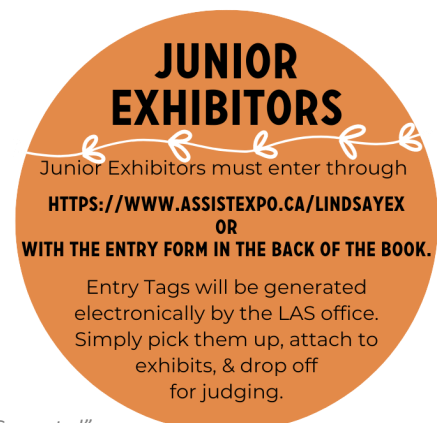 JUNIOR
EXHIBITORS
Junior Exhibitors must enter through
HTTPS://WWW.ASSISTEXPO.CA/LINDSAYEX
OR
WITH THE ENTRY FORM IN THE BACK OF THE BOOK.
Entry Tags will be generated
electronically by the LAS office.
Simply pick them up, attach to
exhibits, & drop off
for judging.